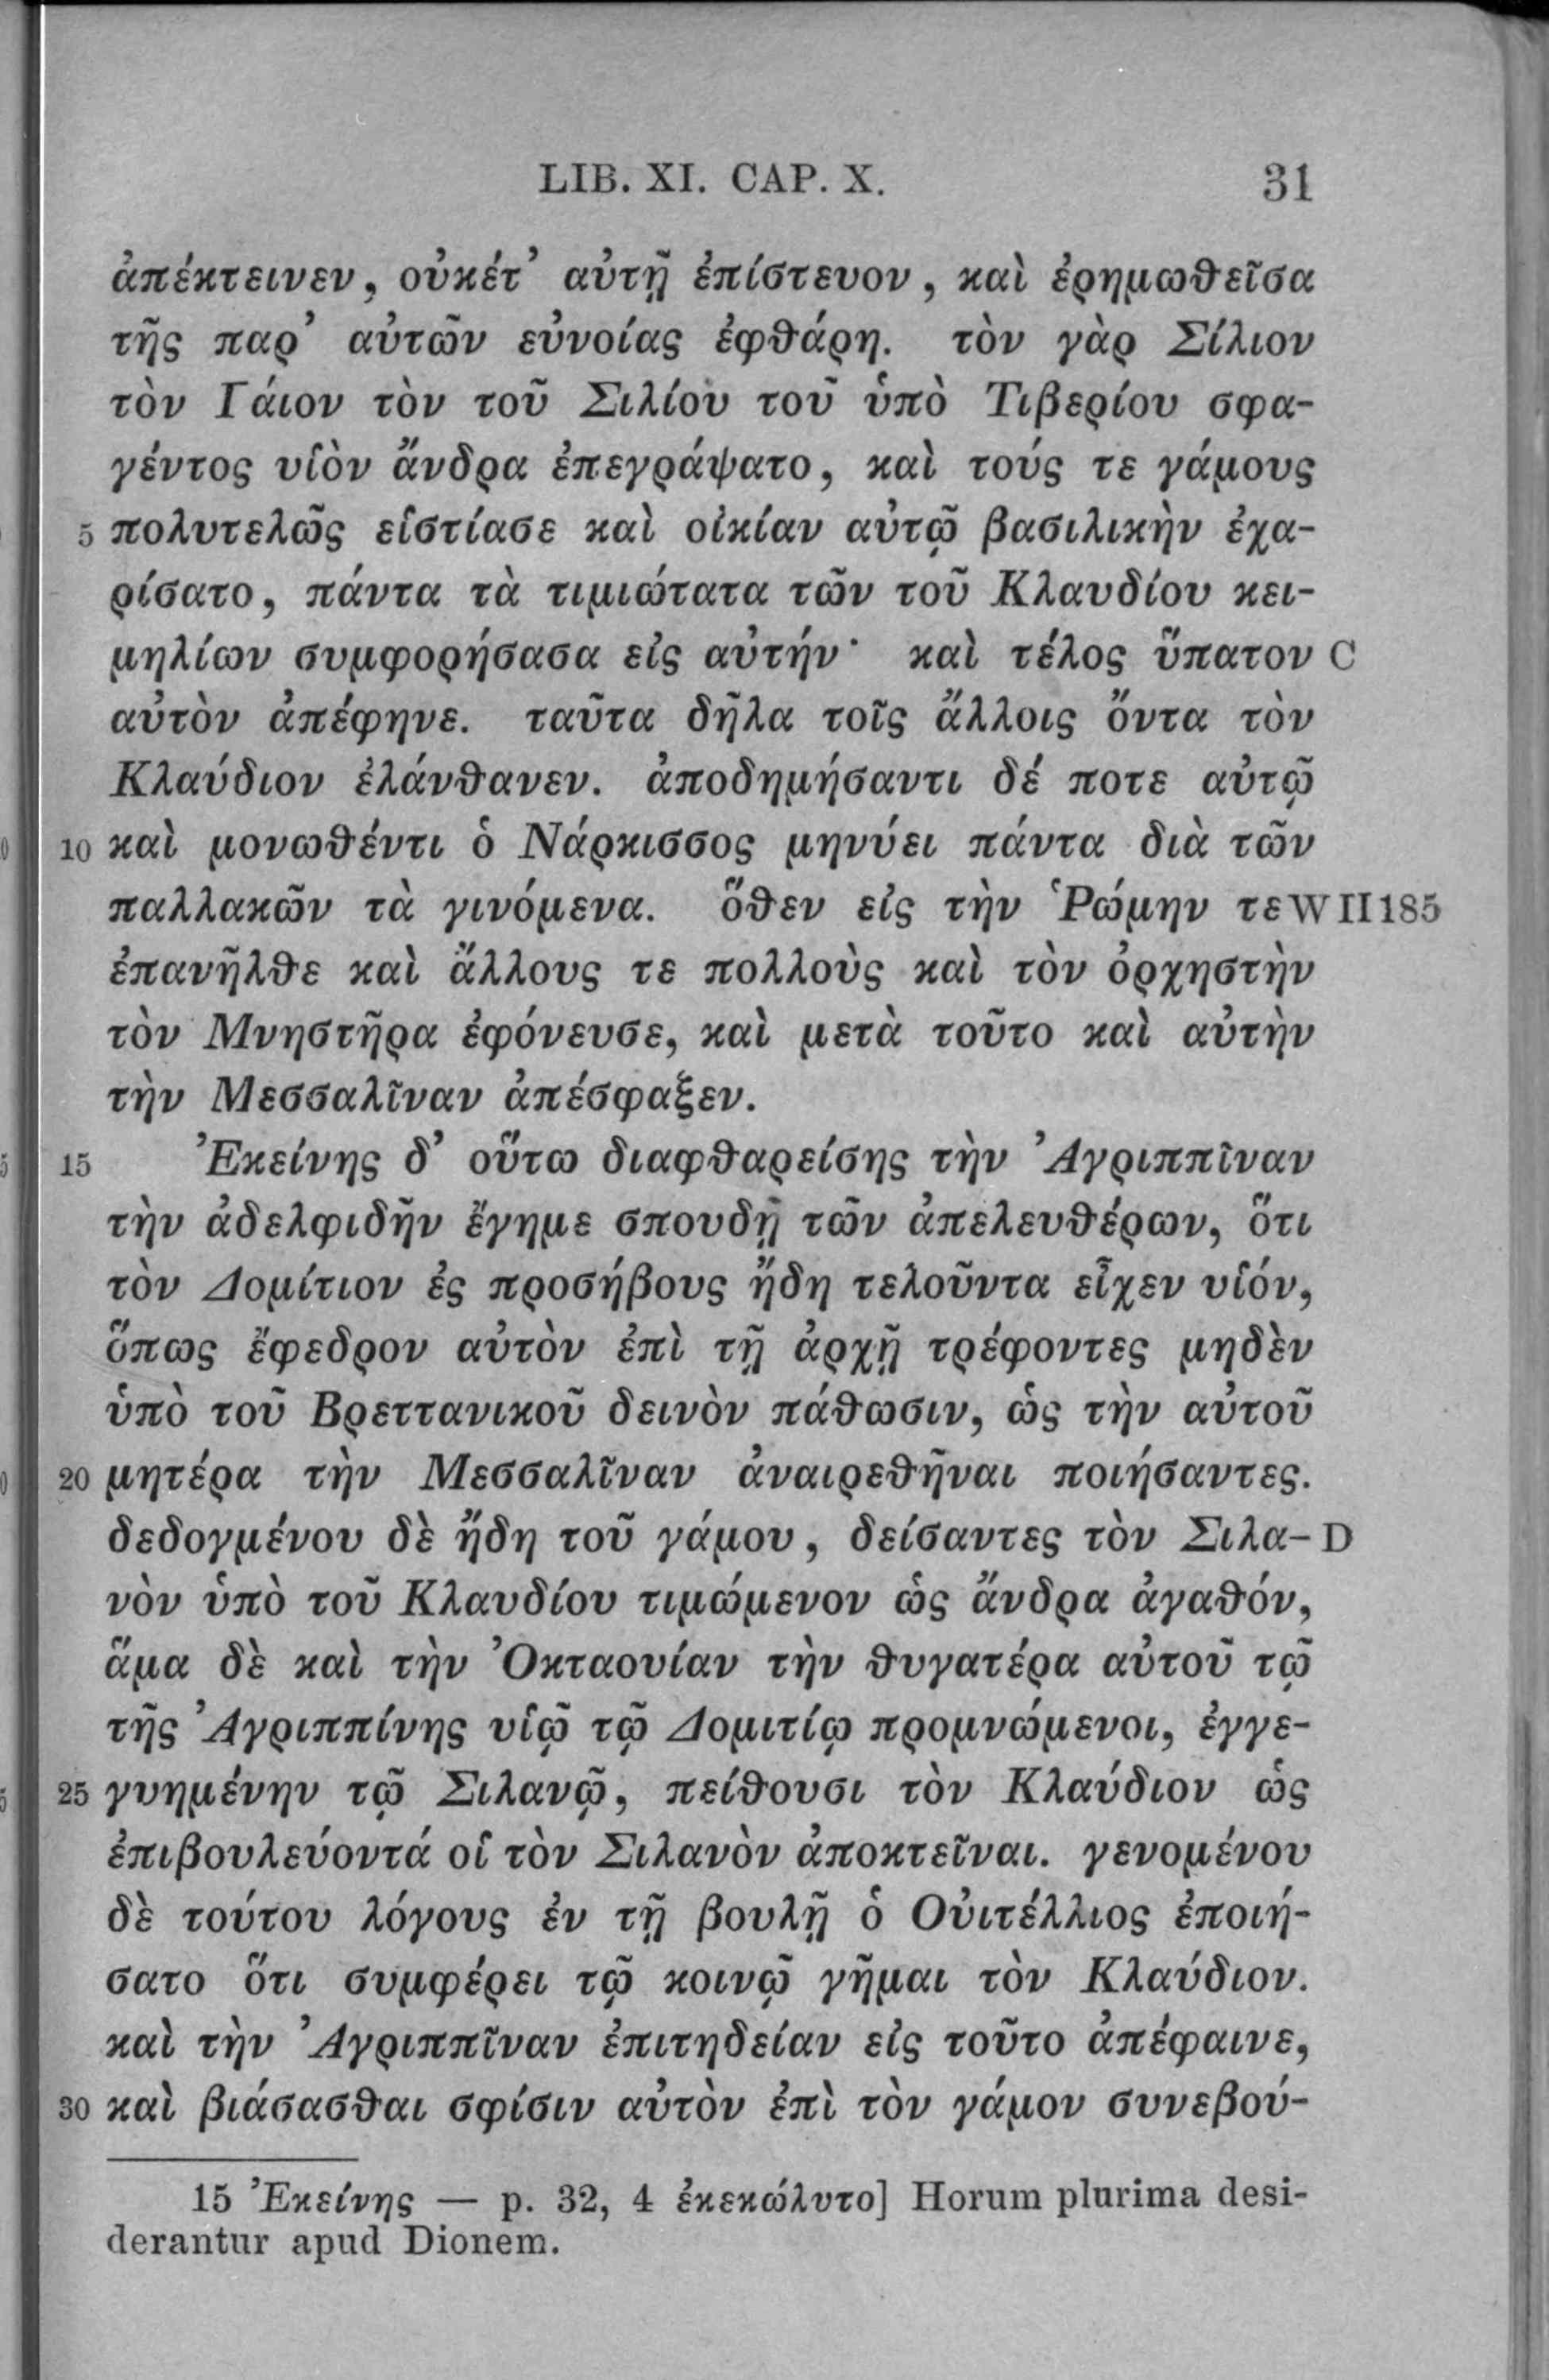 LIB. XI. CAP. X. 31
ἀπέκτεινεν, οὐκέτ’ αὐτῇ ἐπίστευον, καὶ ἐρημωθεῖσα
τῆς παρ’ αὐτῶν εὐνοίας ἐφθάρη. τὸν γὰρ Σίλιον
τὸν Γάιον τὸν τοῦ Σιλίου τοῦ ὑπὸ Τιβερίου σφα-
γέντος υἱὸν ἄνδρα ἐπεγράψατο, καὶ τούς τε γάμους
5 πολυτελῶς εἱστίασε καὶ οἰκίαν αὐτῷ βασιλικὴν ἐχα-
ρίσατο, πάντα τὰ τιμιώτατα τῶν τοῦ Κλαυδίου κει-
μηλίων συμφορήσασα εἰς αὐτήν· καὶ τέλος ὕπατον C
αὐτὸν ἀπέφηνε. ταῦτα δῆλα τοῖς ἄλλοις ὄντα τὸν
Κλαύδιον ἐλάνθανεν. ἀποδημήσαντι δέ ποτε αὐτῷ
10 καὶ μονωθέντι ὁ Νάρκισσος μηνύει πάντα διὰ τῶν
παλλακῶν τὰ γινόμενα. ὅθεν εἰς τὴν Ῥώμην τε W II 185
ἐπανῆλθε καὶ ἄλλους τε πολλοὺς καὶ τὸν ὀρχηστὴν
τὸν Μνηστῆρα ἐφόνευσε, καὶ μετὰ τοῦτο καὶ αὐτὴν
τὴν Μεσσαλῖναν ἀπέσφαξεν.
15 Ἐκείνης δ’ οὕτω διαφθαρείσης τὴν Ἀγριππῖναν
τὴν ἀδελφιδῆν ἔγημε σπουδῇ τῶν ἀπελευθέρων, ὅτι
τὸν Δομίτιον ἐς προσήβους ἤδη τελοῦντα εἶχεν υἱόν,
ὅπως ἔφεδρον αὐτὸν ἐπὶ τῇ ἀρχῇ τρέφοντες μηδὲν
ὑπὸ τοῦ Βρεττανικοῦ δεινὸν πάθωσιν, ὡς τὴν αὐτοῦ
20 μητέρα τὴν Μεσσαλῖναν ἀναιρεθῆναι ποιήσαντες.
δεδογμένου δὲ ἤδη τοῦ γάμου, δείσαντες τὸν Σιλα- D
νὸν ὑπὸ τοῦ Κλαυδίου τιμώμενον ὡς ἄνδρα ἀγαθόν,
ἅμα δὲ καὶ τὴν Ὀκταουίαν τὴν θυγατέρα αὐτοῦ τῷ
τῆς Ἀγριππίνης υἱῷ τῷ Δομιτίῳ προμνώμενοι, ἐγγε-
25 γυημένην τῷ Σιλανῷ, πείθουσι τὸν Κλαύδιον ὡς
ἐπιβουλεύοντά οἱ τὸν Σιλανὸν ἀποκτεῖναι. γενομένου
δὲ τούτου λόγους ἐν τῇ βουλῇ ὁ Οὐιτέλλιος ἐποιή-
σατο ὅτι συμφέρει τῷ κοινῷ γῆμαι τὸν Κλαύδιον.
καὶ τὴν Ἀγριππῖναν ἐπιτηδείαν εἰς τοῦτο ἀπέφαινε,
30 καὶ βιάσασθαι σφίσιν αὐτὸν ἐπὶ τὸν γάμον συνεβού-
15 Ἐκείνης — p. 32, 4 ἐκεκώλυτο] Horum plurima desi-
derantur apud Dionem.